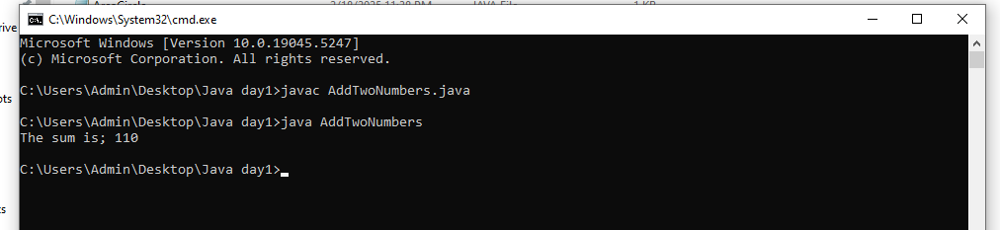 C:\Windows\System32\cmd.exe
Microsoft Windows [Version 10.0.19045.5247]
(c) Microsoft Corporation. All rights reserved.
C:\Users\Admin\Desktop\Java day1>javac AddTwoNumbers.java
C:\Users\Admin\Desktop\Java day1>java AddTwoNumbers
The sum is; 110
C:\Users\Admin\Desktop\Java day1>